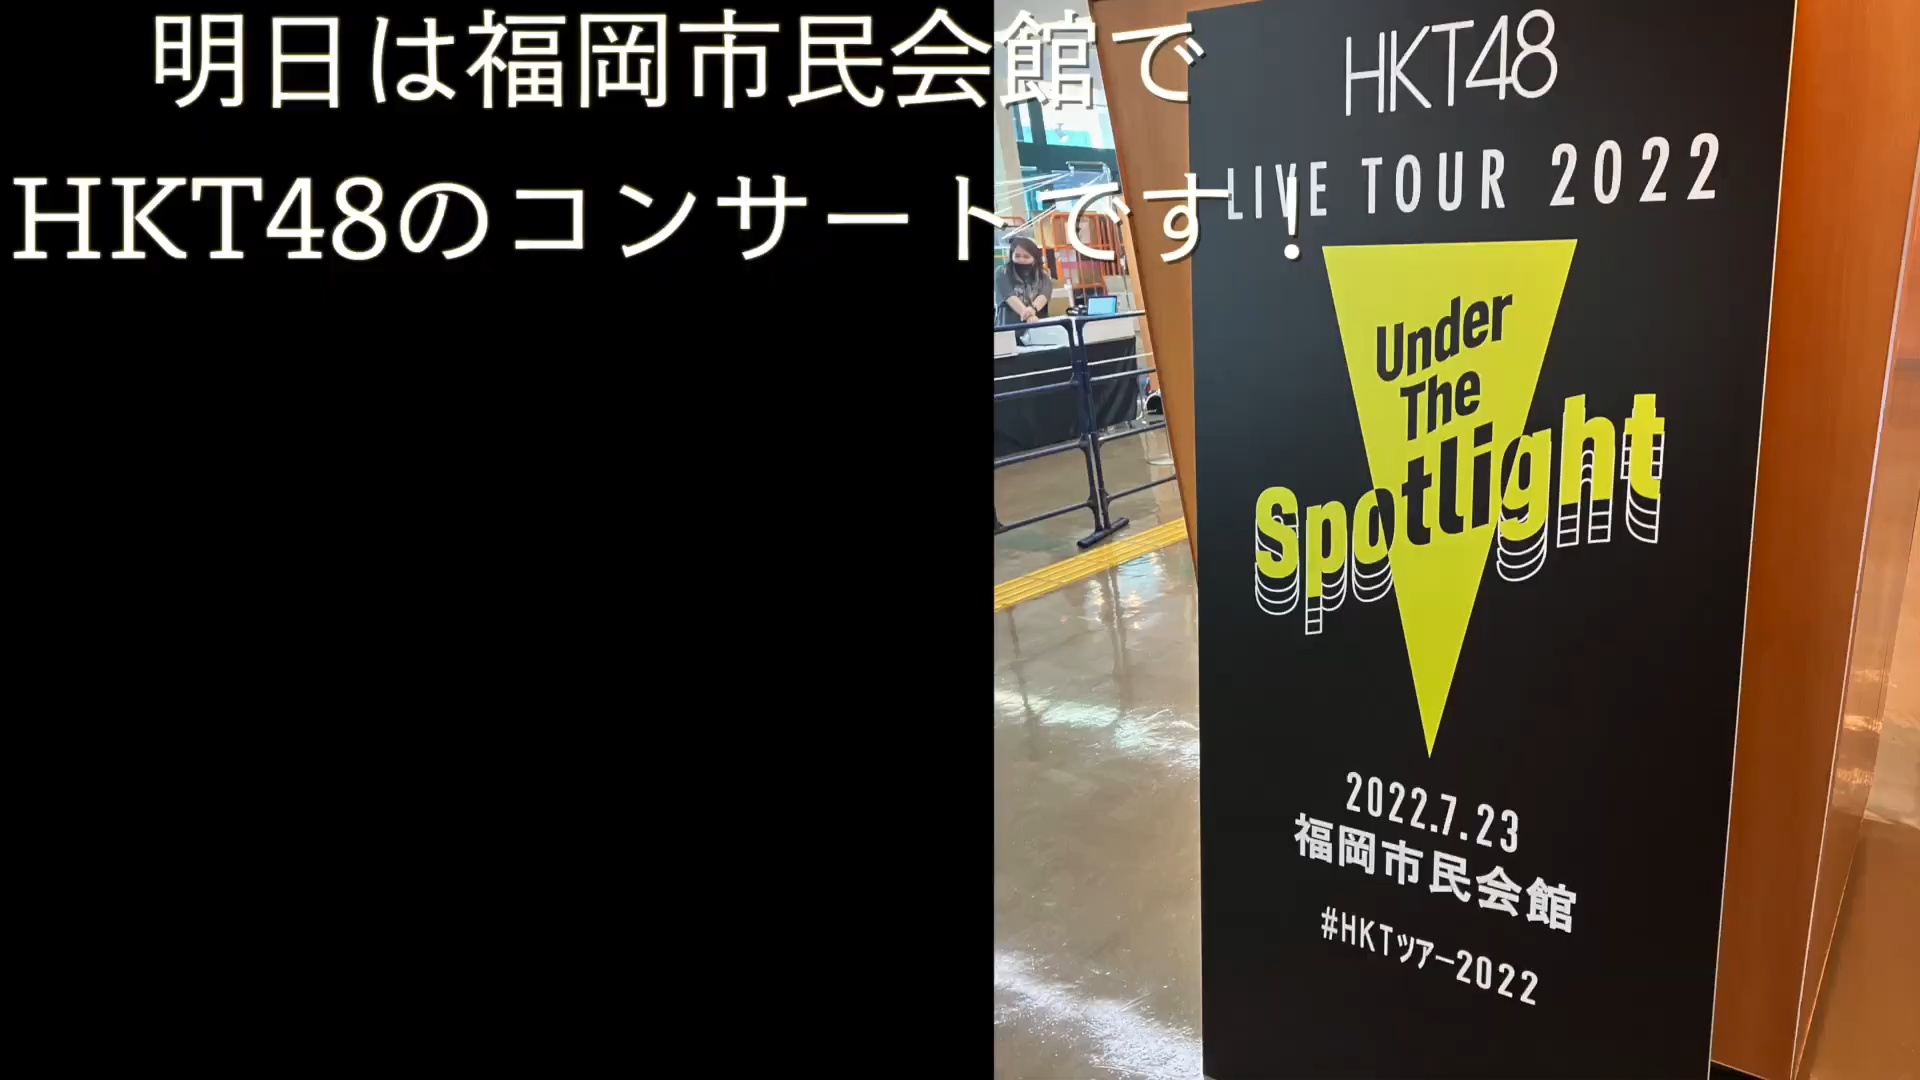 明日は福岡市民会館で
HKT48のコンサートです！
HKT48
LIVE TOUR 2022
Under
The
Spotlight
2022.7.23
福岡市民会館
#HKTツアー2022